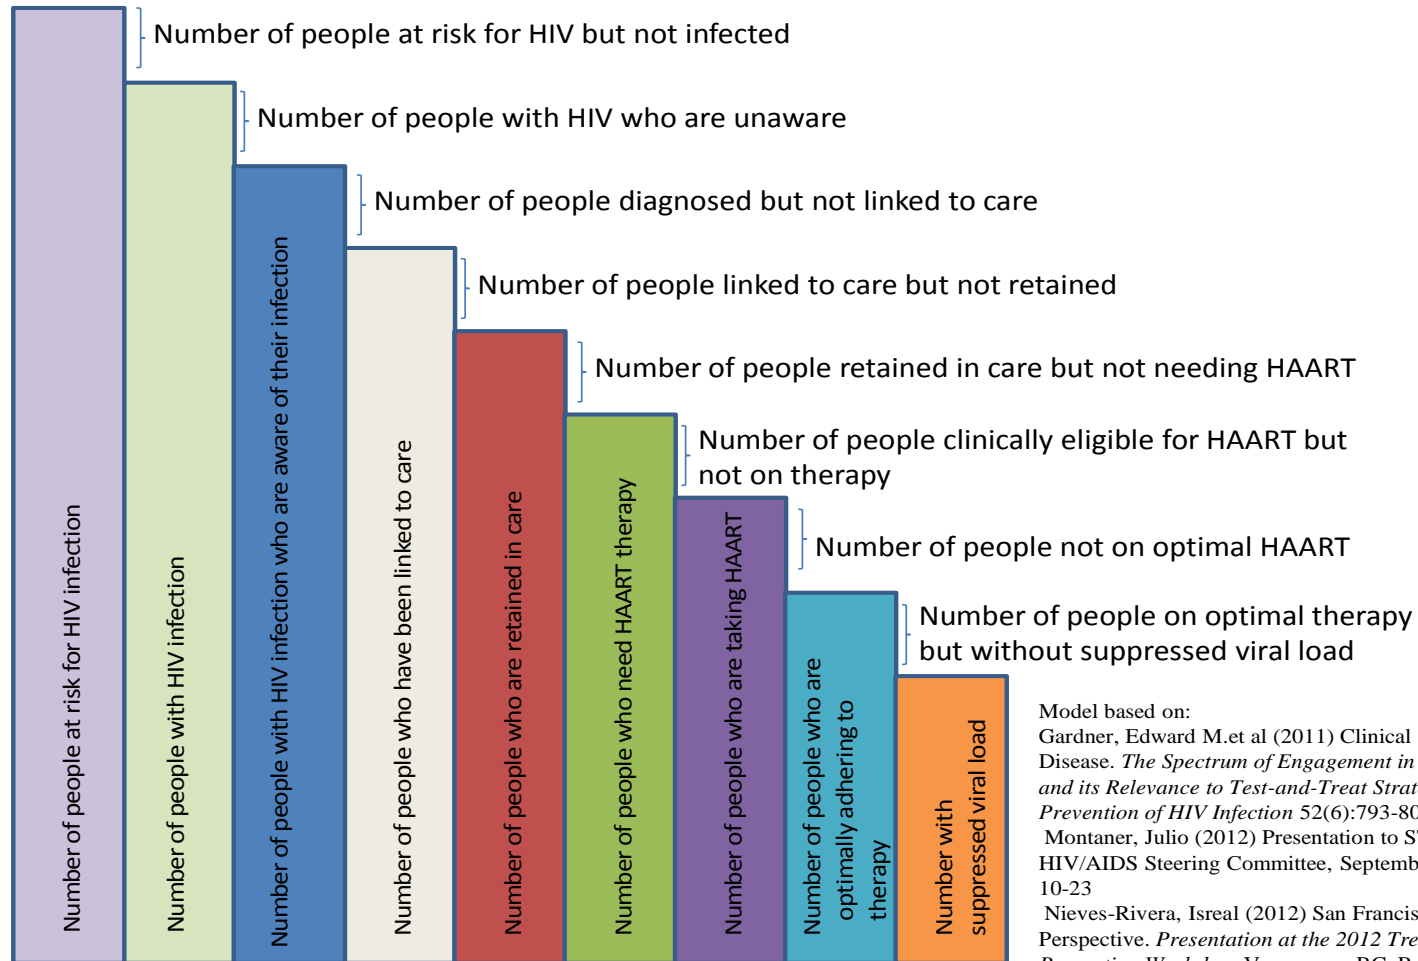 Number of people at risk for HIV but not infected
Number of people with HIV who are unaware
Number of people diagnosed but not linked to care
Number of people linked to care but not retained
Number of people retained in care but not needing HAART
Number of people clinically eligible for HAART but
not on therapy
Number of people not on optimal HAART
Number of people on optimal therapy
but without suppressed viral load
Number of people at risk for HIV infection
Number of people with HIV infection
Number of people with HIV infection who are aware of their infection
Number of people who have been linked to care
Number of people who are retained in care
Number of people who need HAART therapy
Number of people who are taking HAART
Number of people who are
optimally adhering to
therapy
Number with
suppressed viral load
Model based on:
Gardner, Edward M.et al (2011) Clinical
Disease. The Spectrum of Engagement in
and its Relevance to Test-and-Treat Strat
Prevention of HIV Infection 52(6):793-80
Montaner, Julio (2012) Presentation to ST
HIV/AIDS Steering Committee, Septemb
10-23
Nieves-Rivera, Isreal (2012) San Francis
Perspective. Presentation at the 2012 Tre